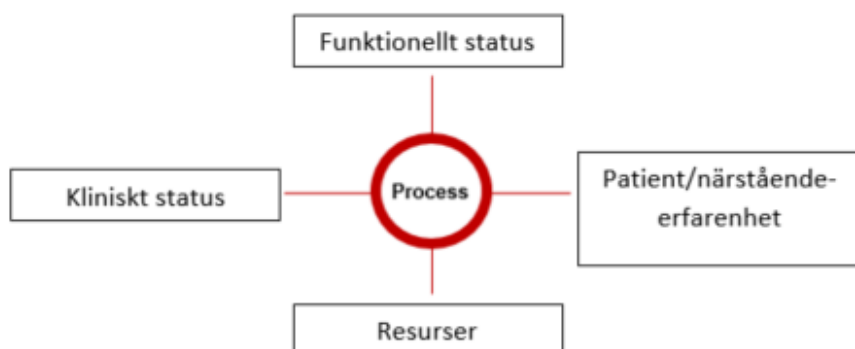 Funktionellt status
Kliniskt status
Process
Patient/närstående-
erfarenhet
Resurser